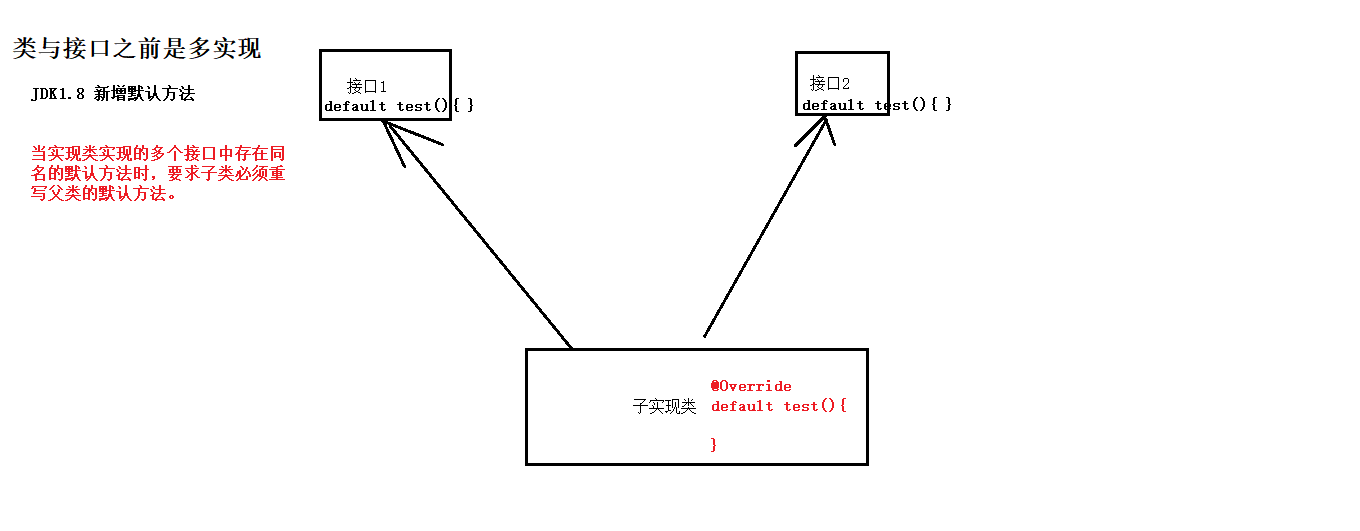 类与接口之前是多实现
JDK1.8 新增默认方法
当实现类实现的多个接口中存在同
名的默认方法时，要求子类必须重
写父类的默认方法。
接口1
default test(){ }
接口2
default test(){ }
子实现类
@Override
default test(){
}